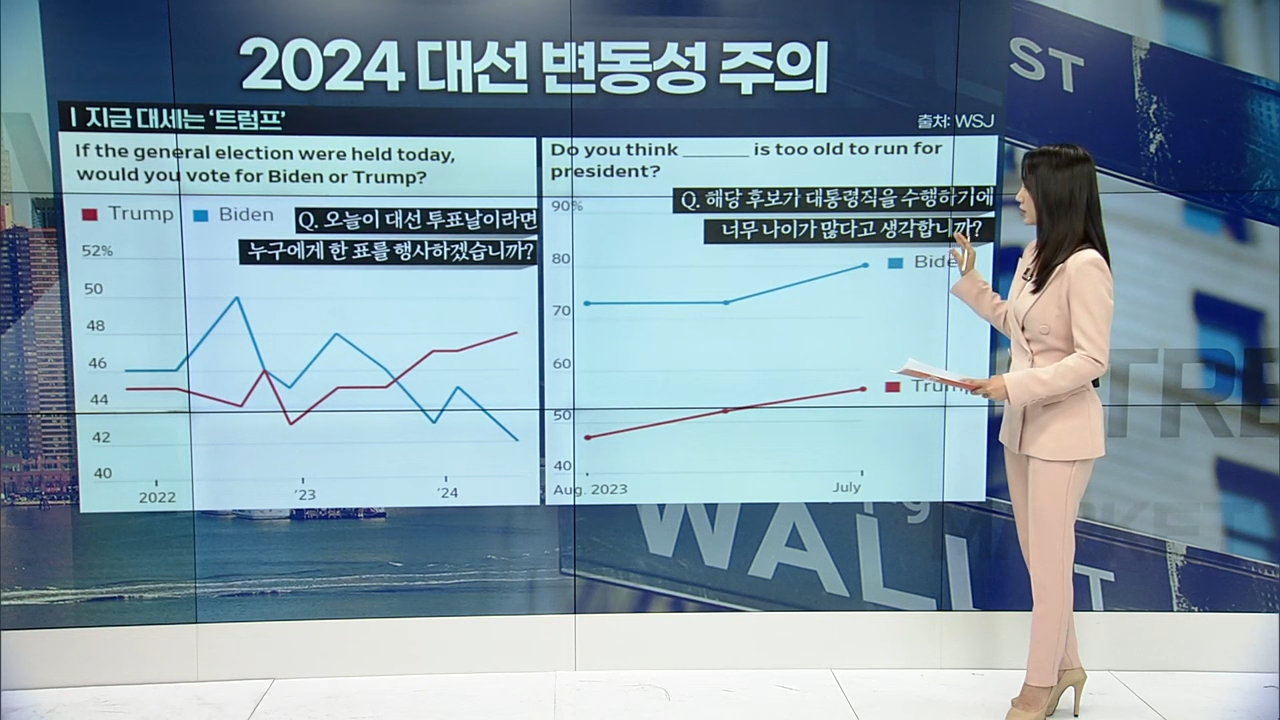 2024 대선 변동성 주의
지금 대세는 ‘트럼프’
출처: WSJ
If the general election were held today,
would you vote for Biden or Trump?
Trump Biden
Q. 오늘이 대선 투표날이라면
누구에게 한 표를 행사하겠습니까?
52%
50
48
46
44
42
40
2022 ’23 ’24
Do you think ______ is too old to run for
president?
Q. 해당 후보가 대통령직을 수행하기에
너무 나이가 많다고 생각합니까?
90%
80
70
60
50
40
Biden
Trump
Aug. 2023 July
ST
WALL
ST